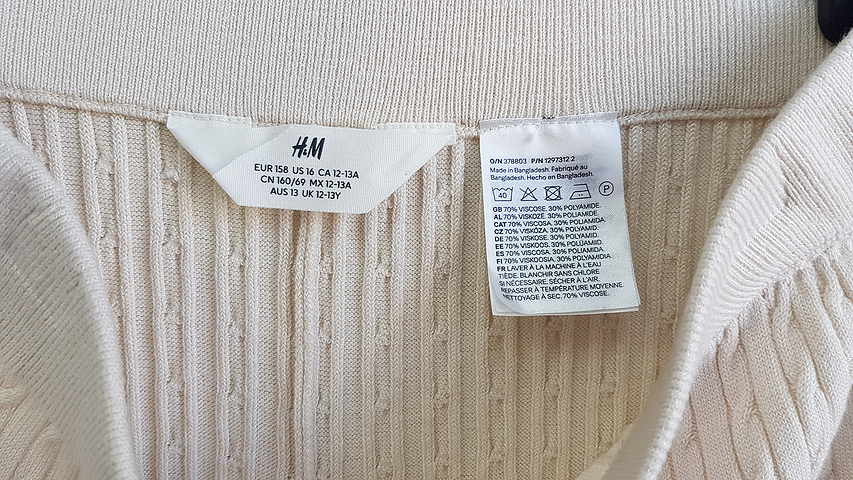 H&M
EUR 158 US 16 CA 12-13A
CN 160/69 MX 12-13A
AUS 13 UK 12-13Y
O/N 378803 P/N 1297312 2
Made in Bangladesh. Fabriqué au
Bangladesh. Hecho en Bangladesh.
40 P
GB 70% VISCOSE, 30% POLYAMIDE.
AL 70% VISKOZË, 30% POLIAMIDE.
CAT 70% VISCOSA, 30% POLIAMIDA.
CZ 70% VISKÓZA, 30% POLYAMID.
DE 70% VISKOSE, 30% POLYAMID.
EE 70% VISKOOS, 30% POLÜAMIID.
ES 70% VISCOSA, 30% POLIAMIDA.
FI 70% VISKOOSIA, 30% POLYAMIDIA.
FR LAVER À LA MACHINE À L'EAU
TIÈDE. BLANCHIR SANS CHLORE
SI NÉCESSAIRE. SÉCHER À L'AIR.
REPASSER À TEMPÉRATURE MOYENNE.
NETTOYAGE À SEC. 70% VISCOSE.